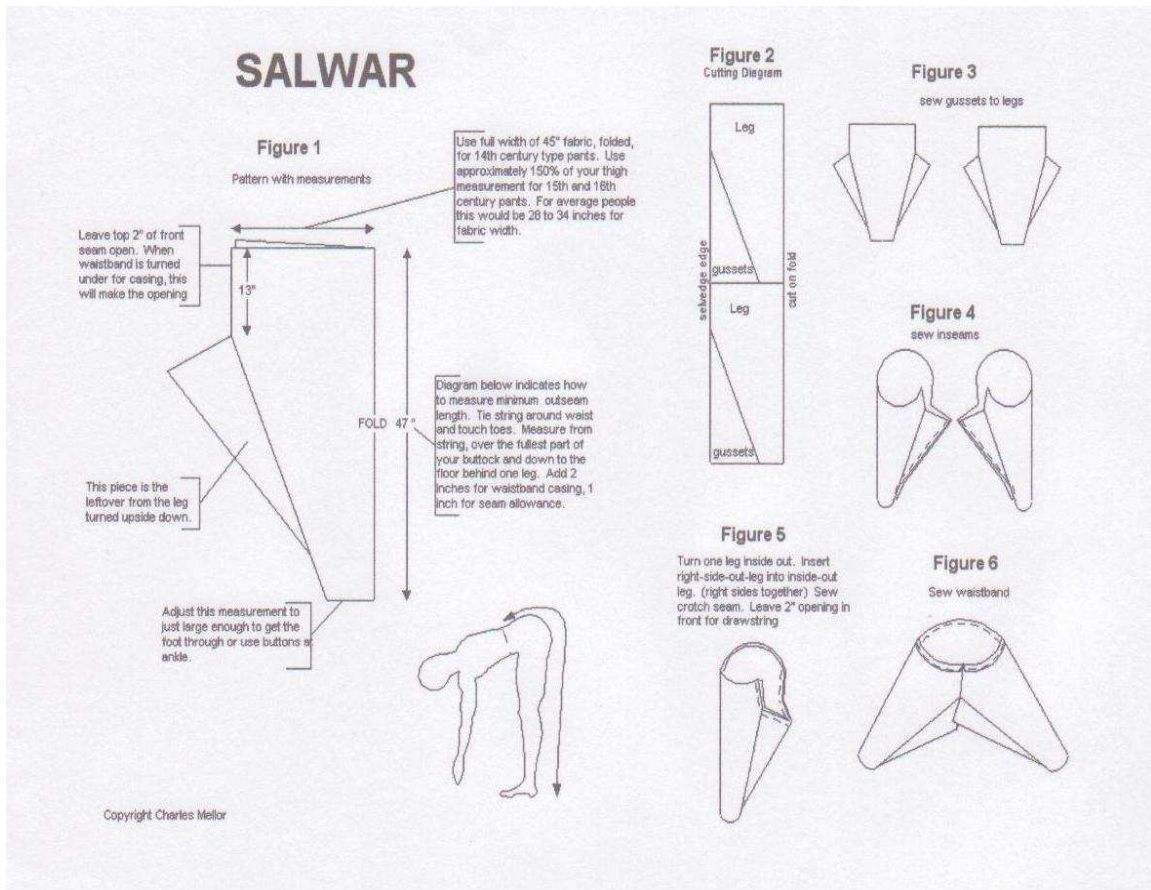 SALWAR
Figure 1
Pattern with measurements
Use full width of 45" fabric, folded,
for 14th century type pants. Use
approximately 150% of your thigh
measurement for 15th and 16th
century pants. For average people
this would be 28 to 34 inches for
fabric width.
Leave top 2" of front
seam open. When
waistband is turned
under for casing, this
will make the opening
13"
FOLD 47"
Diagram below indicates how
to measure minimum outseam
length. Tie string around waist
and touch toes. Measure from
string, over the fullest part of
your buttock and down to the
floor behind one leg. Add 2
inches for waistband casing, 1
inch for seam allowance.
This piece is the
leftover from the leg
turned upside down.
Adjust this measurement to
just large enough to get the
foot through or use buttons a
ankle.
Copyright Charles Mellor
Figure 2
Cutting Diagram
Leg
gussets
selvedge edge
cut on fold
Leg
gussets
Figure 3
sew gussets to legs
Figure 4
sew inseams
Figure 5
Turn one leg inside out. Insert
right-side-out-leg into inside-out
leg. (right sides together) Sew
crotch seam. Leave 2" opening in
front for drawstring
Figure 6
Sew waistband